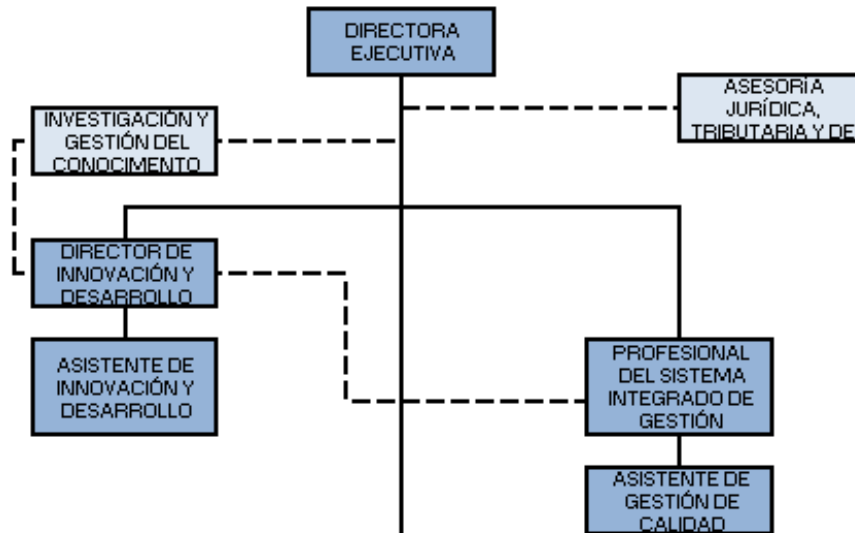 DIRECTORA
EJECUTIVA
ASESORÍA
JURÍDICA,
TRIBUTARIA Y DE
INVESTIGACIÓN Y
GESTIÓN DEL
CONOCIMIENTO
DIRECTOR DE
INNOVACIÓN Y
DESARROLLO
ASISTENTE DE
INNOVACIÓN Y
DESARROLLO
PROFESIONAL
DEL SISTEMA
INTEGRADO DE
GESTIÓN
ASISTENTE DE
GESTIÓN DE
CALIDAD